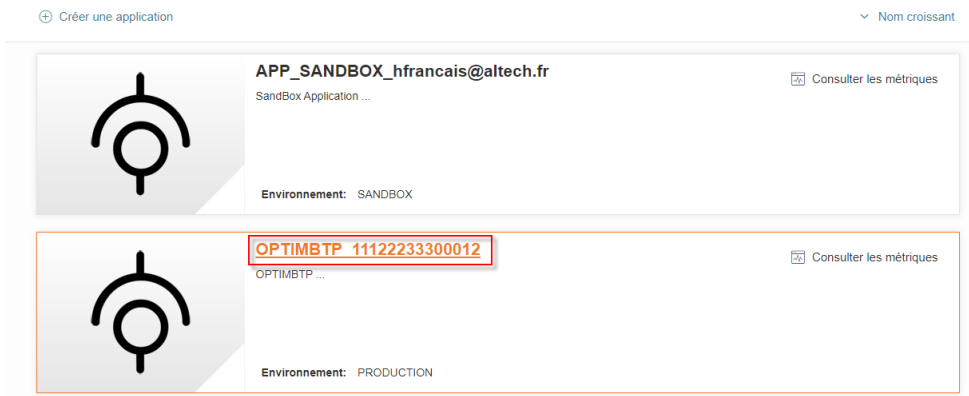 Créer une application
Nom croissant
APP_SANDBOX_hfrancais@altech.fr
Consulter les métriques
SandBox Application ...
Environnement: SANDBOX
OPTIMBTP_11122233300012
Consulter les métriques
OPTIMBTP ...
Environnement: PRODUCTION